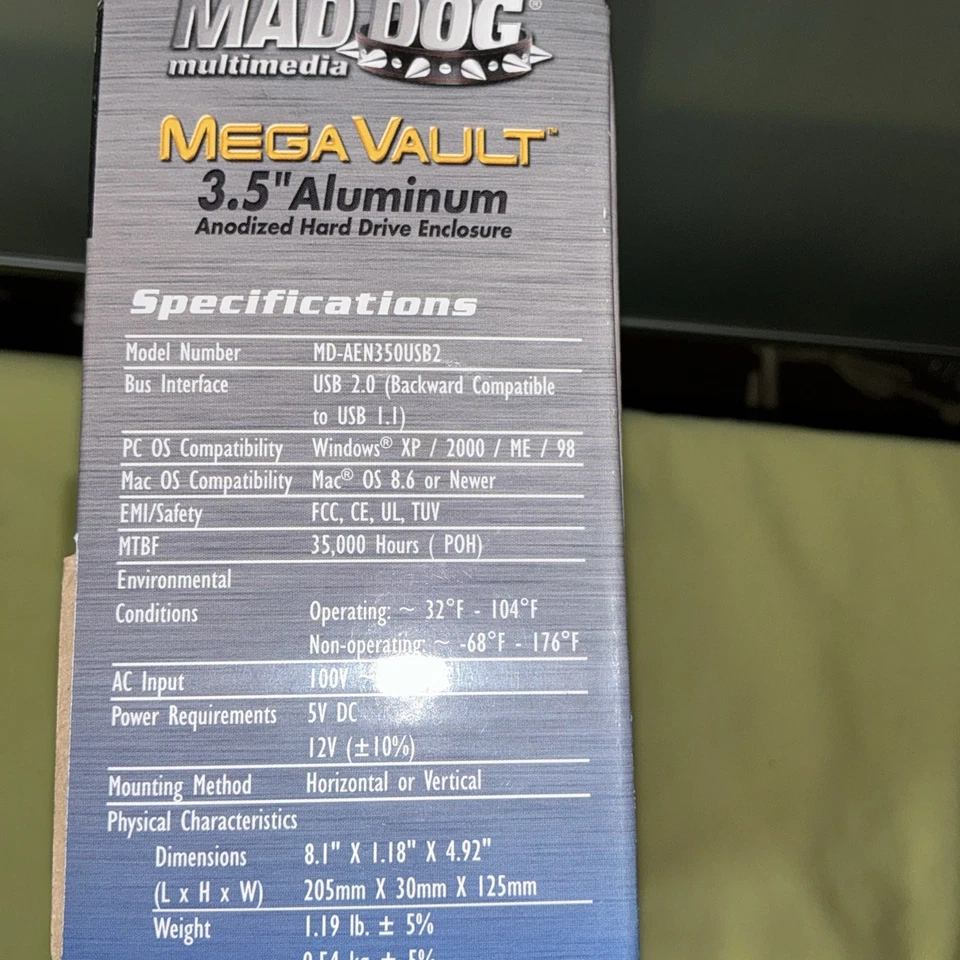 MAD DOG®
multimedia
MEGA VAULT™
3.5" Aluminum
Anodized Hard Drive Enclosure
Specifications
Model Number MD-AEN350USB2
Bus Interface USB 2.0 (Backward Compatible
to USB 1.1)
PC OS Compatibility Windows® XP / 2000 / ME / 98
Mac OS Compatibility Mac® OS 8.6 or Newer
EMI/Safety FCC, CE, UL, TUV
MTBF 35,000 Hours ( POH)
Environmental
Conditions Operating: ~ 32°F - 104°F
Non-operating: ~ -68°F - 176°F
AC Input 100V
Power Requirements 5V DC
12V (±10%)
Mounting Method Horizontal or Vertical
Physical Characteristics
Dimensions 8.1" X 1.18" X 4.92"
(L x H x W) 205mm X 30mm X 125mm
Weight 1.19 lb. ± 5%
0.54 kg ± 5%